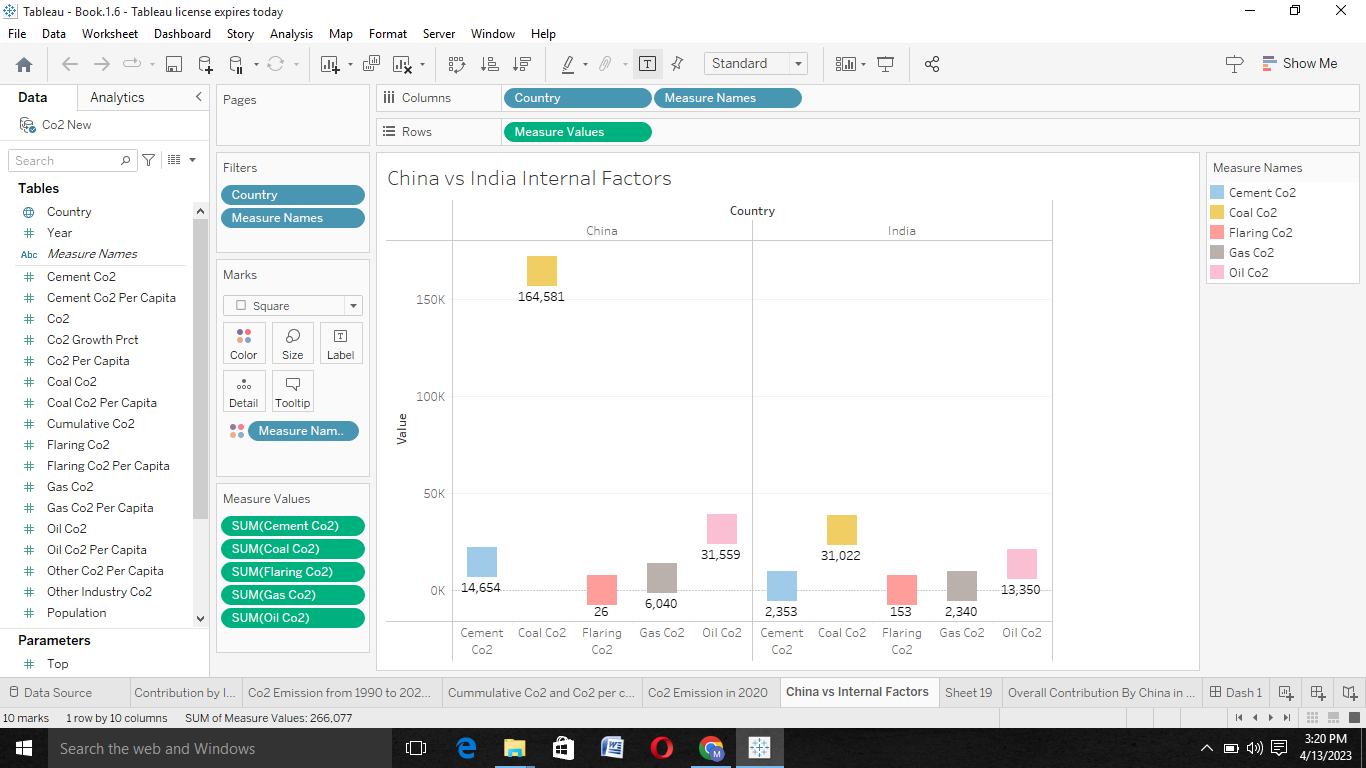 Tableau - Book.1.6 - Tableau license expires today
File Data Worksheet Dashboard Story Analysis Map Format Server Window Help
Standard
Show Me
Data Analytics
Co2 New
Search
Tables
Country
Year
Abc Measure Names
Cement Co2
Cement Co2 Per Capita
Co2
Co2 Growth Prct
Co2 Per Capita
Coal Co2
Coal Co2 Per Capita
Cumulative Co2
Flaring Co2
Flaring Co2 Per Capita
Gas Co2
Gas Co2 Per Capita
Oil Co2
Oil Co2 Per Capita
Other Co2 Per Capita
Other Industry Co2
Population
Parameters
Top
Pages
Filters
Country
Measure Names
Marks
Square
Color Size Label
Detail Tooltip
Measure Nam..
Measure Values
SUM(Cement Co2)
SUM(Coal Co2)
SUM(Flaring Co2)
SUM(Gas Co2)
SUM(Oil Co2)
Columns Country Measure Names
Rows Measure Values
China vs India Internal Factors
Country
China India
150K
100K
50K
0K
Value
164,581
14,654
26
6,040
31,559
2,353
31,022
153
2,340
13,350
Cement Co2 Coal Co2 Flaring Co2 Gas Co2 Oil Co2 Cement Co2 Coal Co2 Flaring Co2 Gas Co2 Oil Co2
Measure Names
Cement Co2
Coal Co2
Flaring Co2
Gas Co2
Oil Co2
Data Source Contribution by I... Co2 Emission from 1990 to 202... Cummulative Co2 and Co2 per c... Co2 Emission in 2020 China vs Internal Factors Sheet 19 Overall Contribution By China in ... Dash 1
10 marks 1 row by 10 columns SUM of Measure Values: 266,077
Search the web and Windows
3:20 PM
4/13/2023